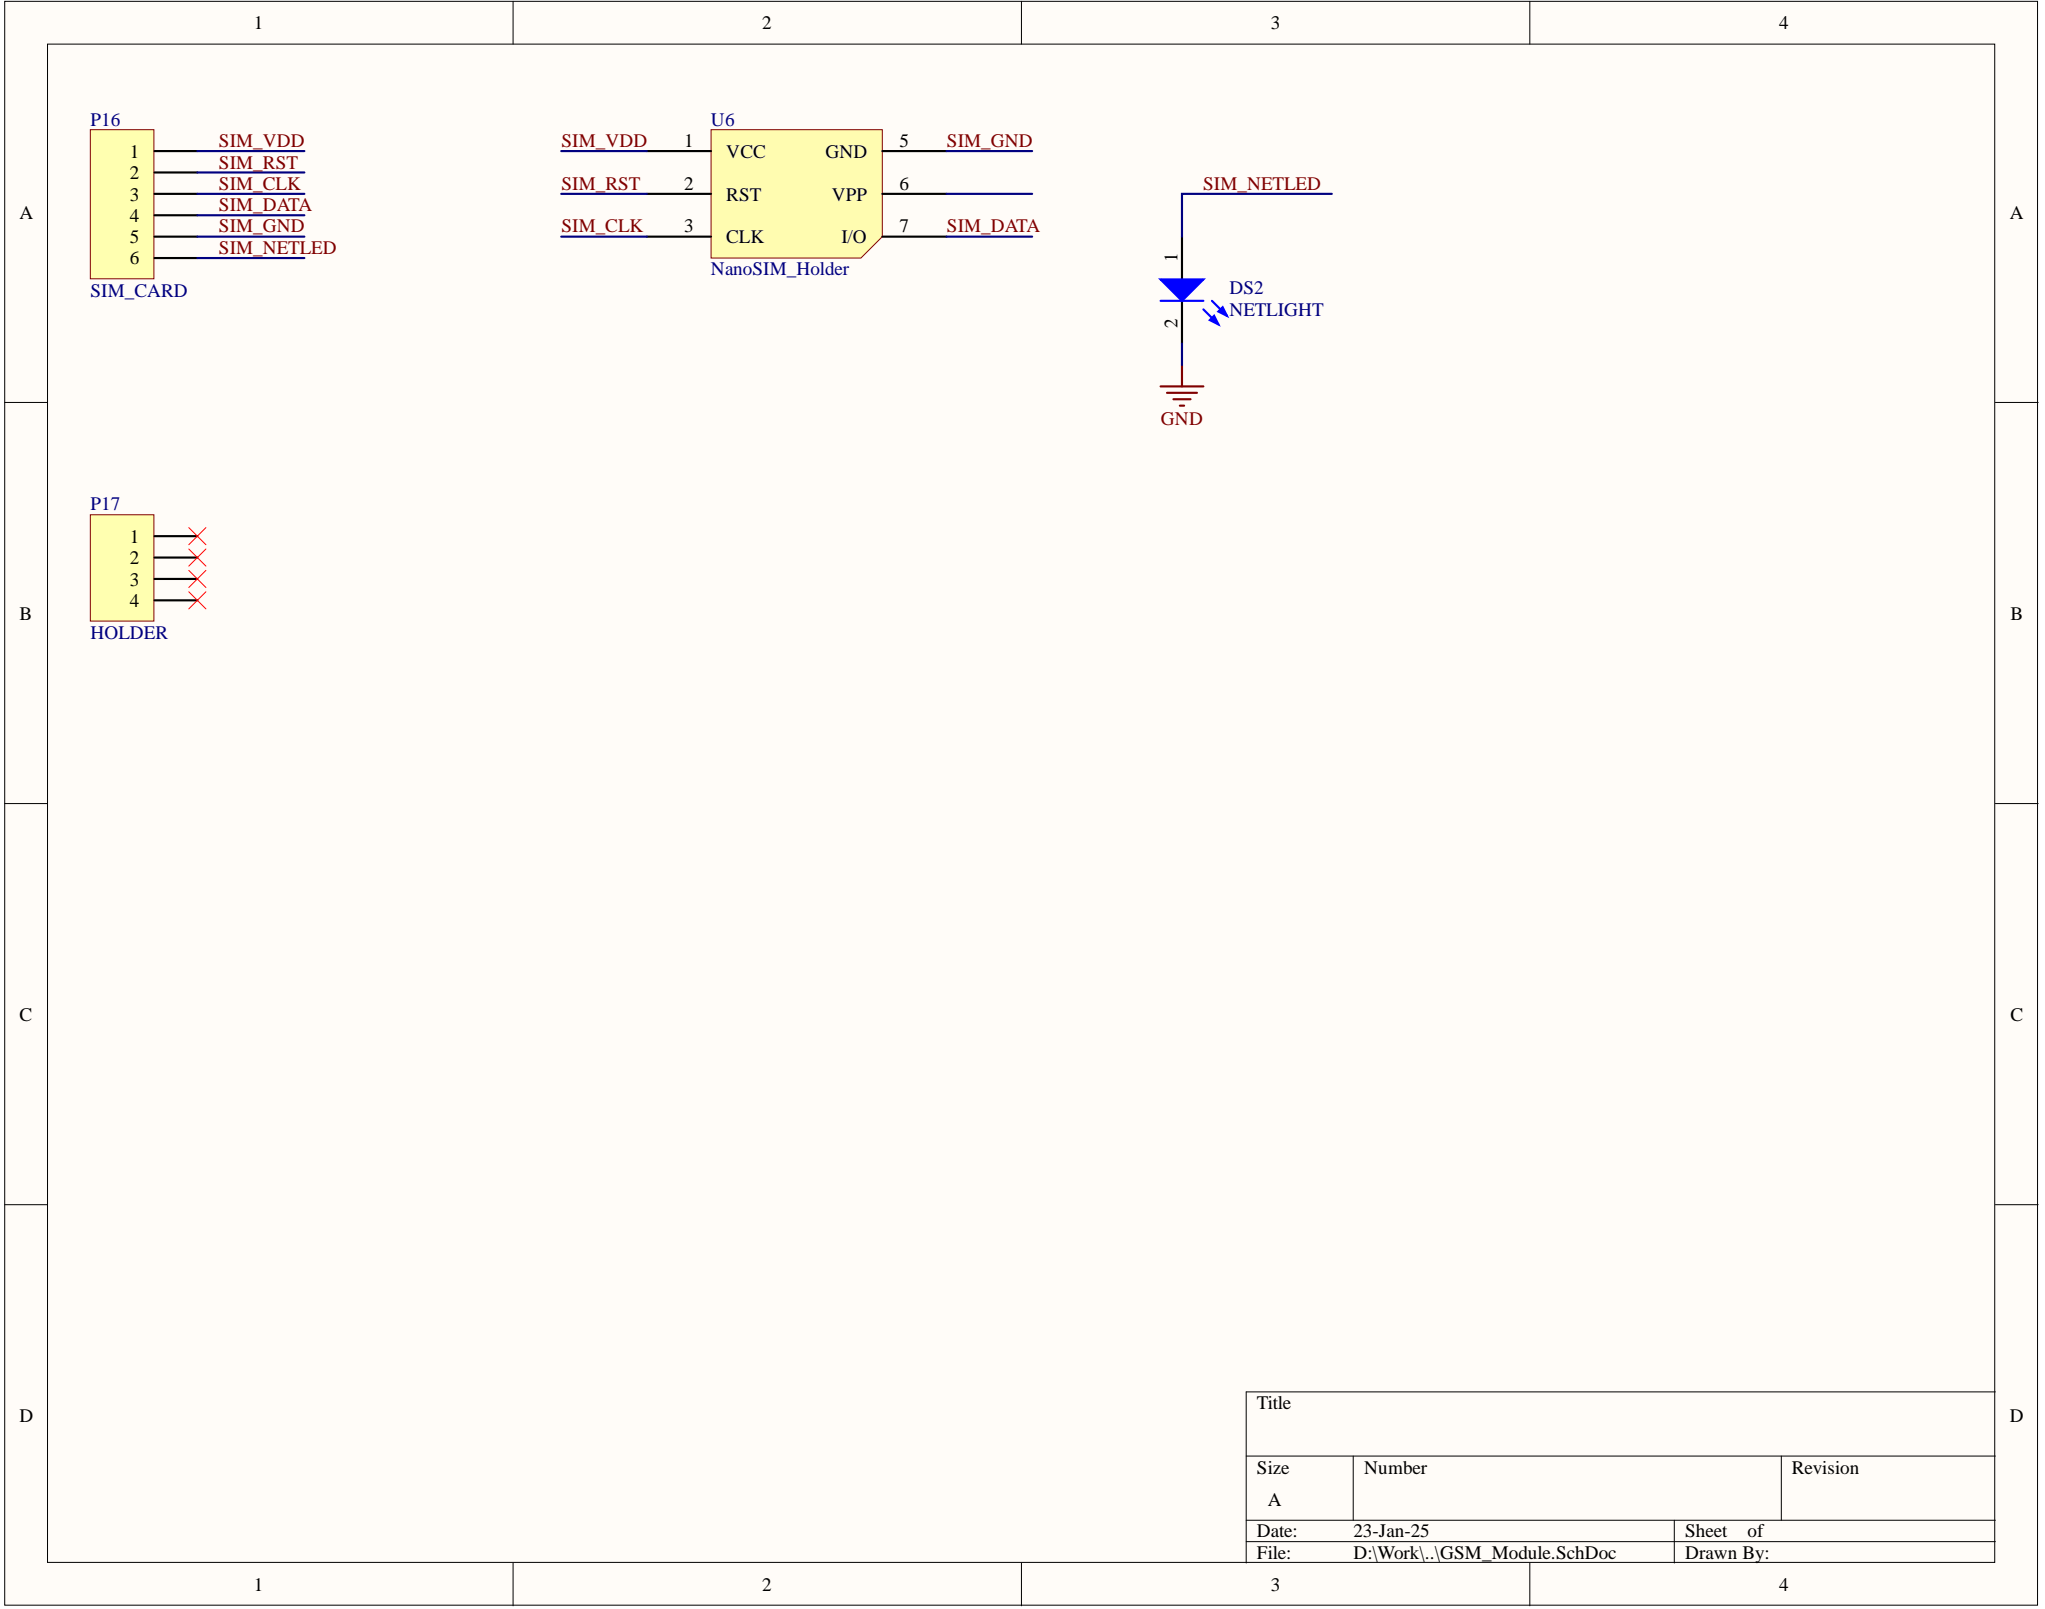 1 2 3 4
A A
B B
C C
D D
P16
1 SIM_VDD
2 SIM_RST
3 SIM_CLK
4 SIM_DATA
5 SIM_GND
6 SIM_NETLED
SIM_CARD
U6
SIM_VDD 1 VCC GND 5 SIM_GND
SIM_RST 2 RST VPP 6
SIM_CLK 3 CLK I/O 7 SIM_DATA
NanoSIM_Holder
SIM_NETLED
1
DS2
NETLIGHT
2
GND
P17
1
2
3
4
HOLDER
Title
Size Number Revision
A
Date: 23-Jan-25 Sheet of
File: D:\Work\..\GSM_Module.SchDoc Drawn By:
1 2 3 4